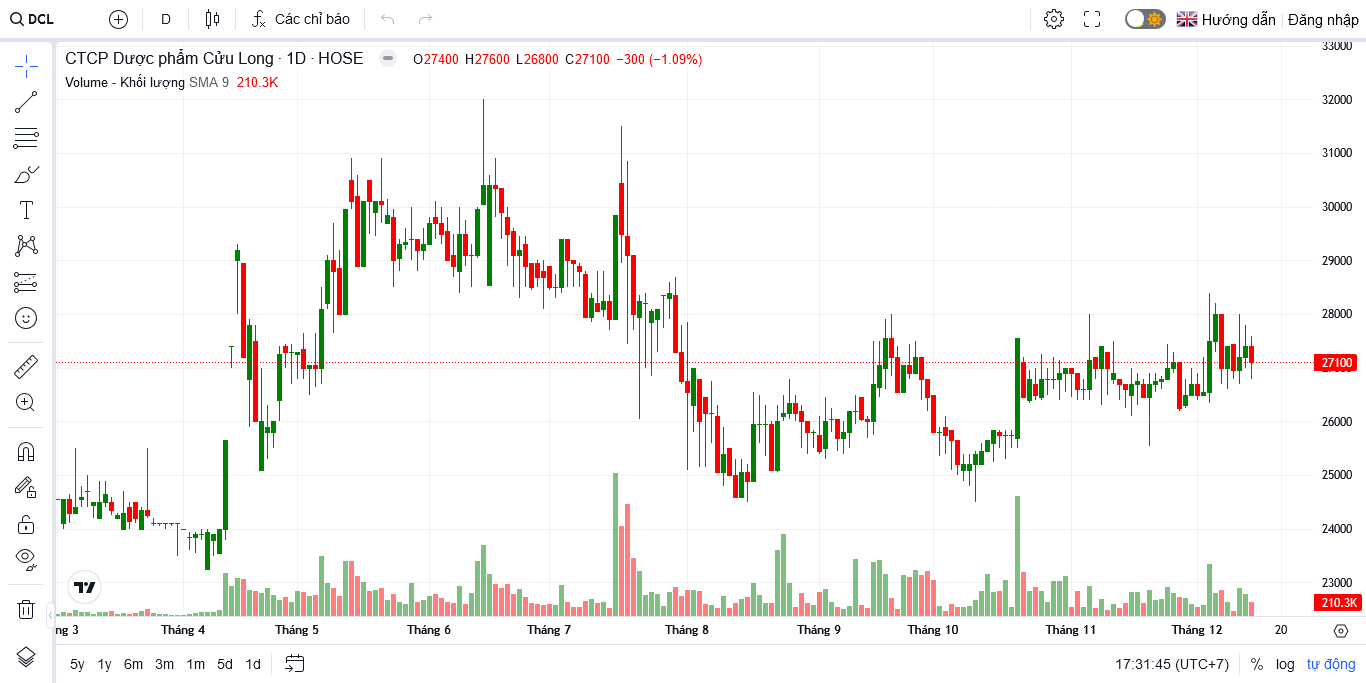 DCL
D
Các chỉ báo
Hướng dẫn
Đăng nhập
CTCP Dược phẩm Cửu Long · 1D · HOSE
O27400 H27600 L26800 C27100 −300 (−1.09%)
Volume - Khối lượng SMA 9 210.3K
33000
32000
31000
30000
29000
28000
27100
26000
25000
24000
23000
210.3K
ng 3
Tháng 4
Tháng 5
Tháng 6
Tháng 7
Tháng 8
Tháng 9
Tháng 10
Tháng 11
Tháng 12
20
5y 1y 6m 3m 1m 5d 1d
17:31:45 (UTC+7)
% log tự động